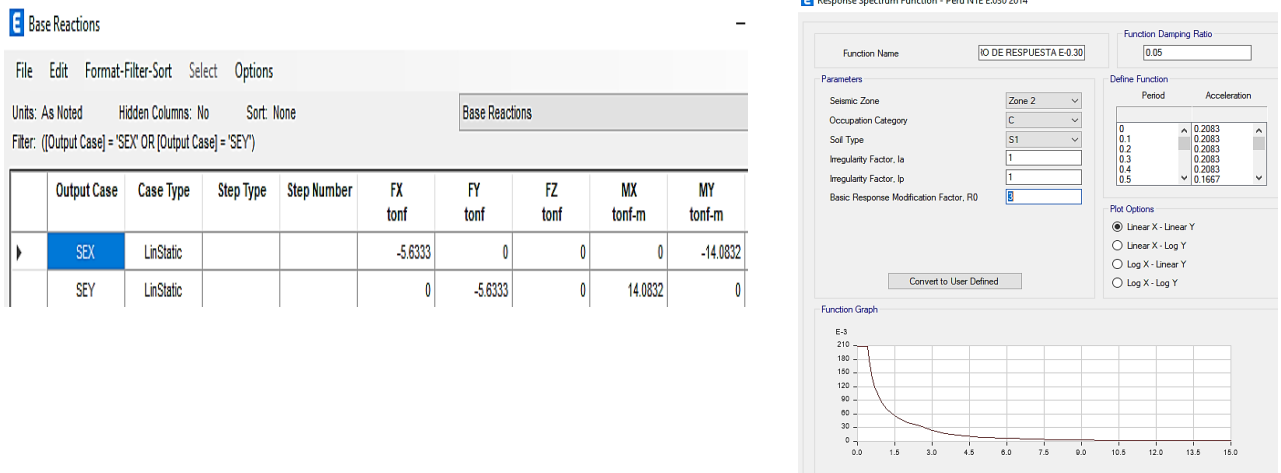 Base Reactions
File Edit Format-Filter-Sort Select Options
Units: As Noted Hidden Columns: No Sort: None Base Reactions
Filter: ([Output Case] = 'SEX' OR [Output Case] = 'SEY')
Output Case Case Type Step Type Step Number FX tonf FY tonf FZ tonf MX tonf-m MY tonf-m
SEX LinStatic -5.6333 0 0 0 -14.0832
SEY LinStatic 0 -5.6333 0 14.0832 0
Response Spectrum Function - Peru NTE E.030 2014
Function Name IO DE RESPUESTA E-0.30
Function Damping Ratio
0.05
Parameters
Seismic Zone Zone 2
Occupation Category C
Soil Type S1
Irregularity Factor, Ia 1
Irregularity Factor, Ip 1
Basic Response Modification Factor, R0 3
Convert to User Defined
Define Function
Period Acceleration
0 0.2083
0.1 0.2083
0.2 0.2083
0.3 0.2083
0.4 0.2083
0.5 0.1667
Plot Options
Linear X - Linear Y
Linear X - Log Y
Log X - Linear Y
Log X - Log Y
Function Graph
E-3
210
180
150
120
90
60
30
0
0.0 1.5 3.0 4.5 6.0 7.5 9.0 10.5 12.0 13.5 15.0